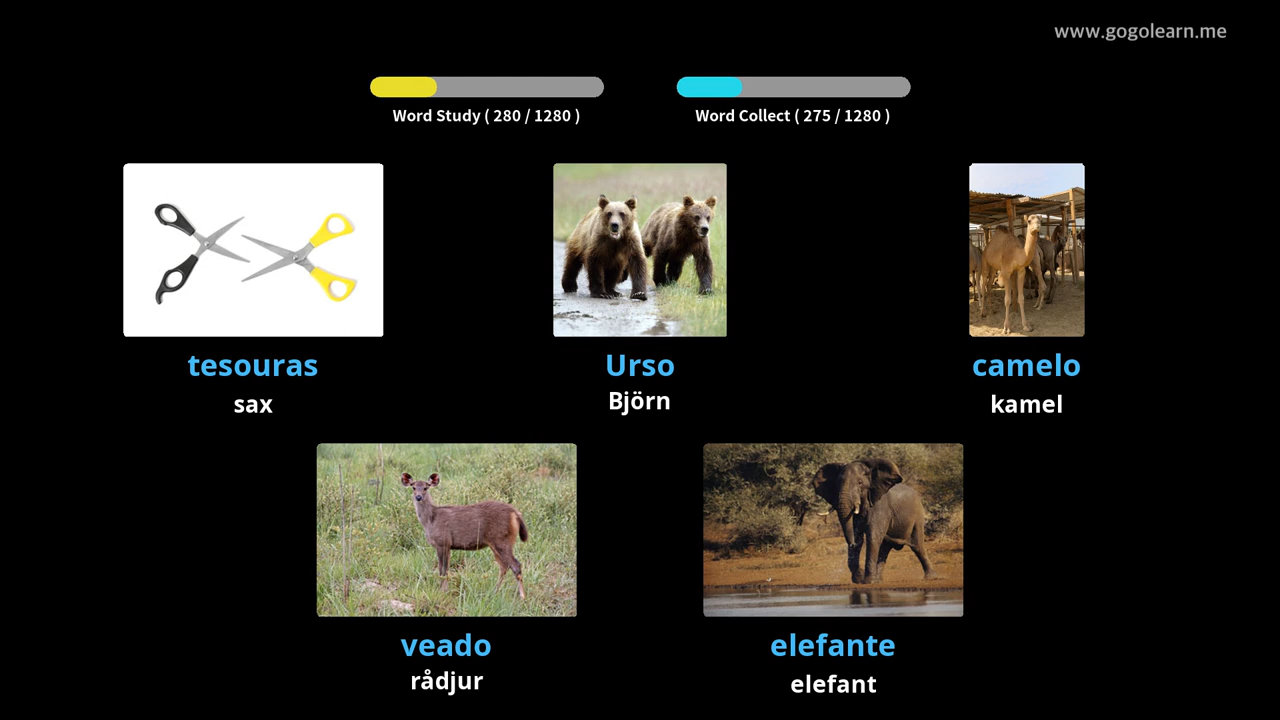 www.gogolearn.me
Word Study ( 280 / 1280 )
Word Collect ( 275 / 1280 )
tesouras
sax
Urso
Björn
camelo
kamel
veado
rådjur
elefante
elefant